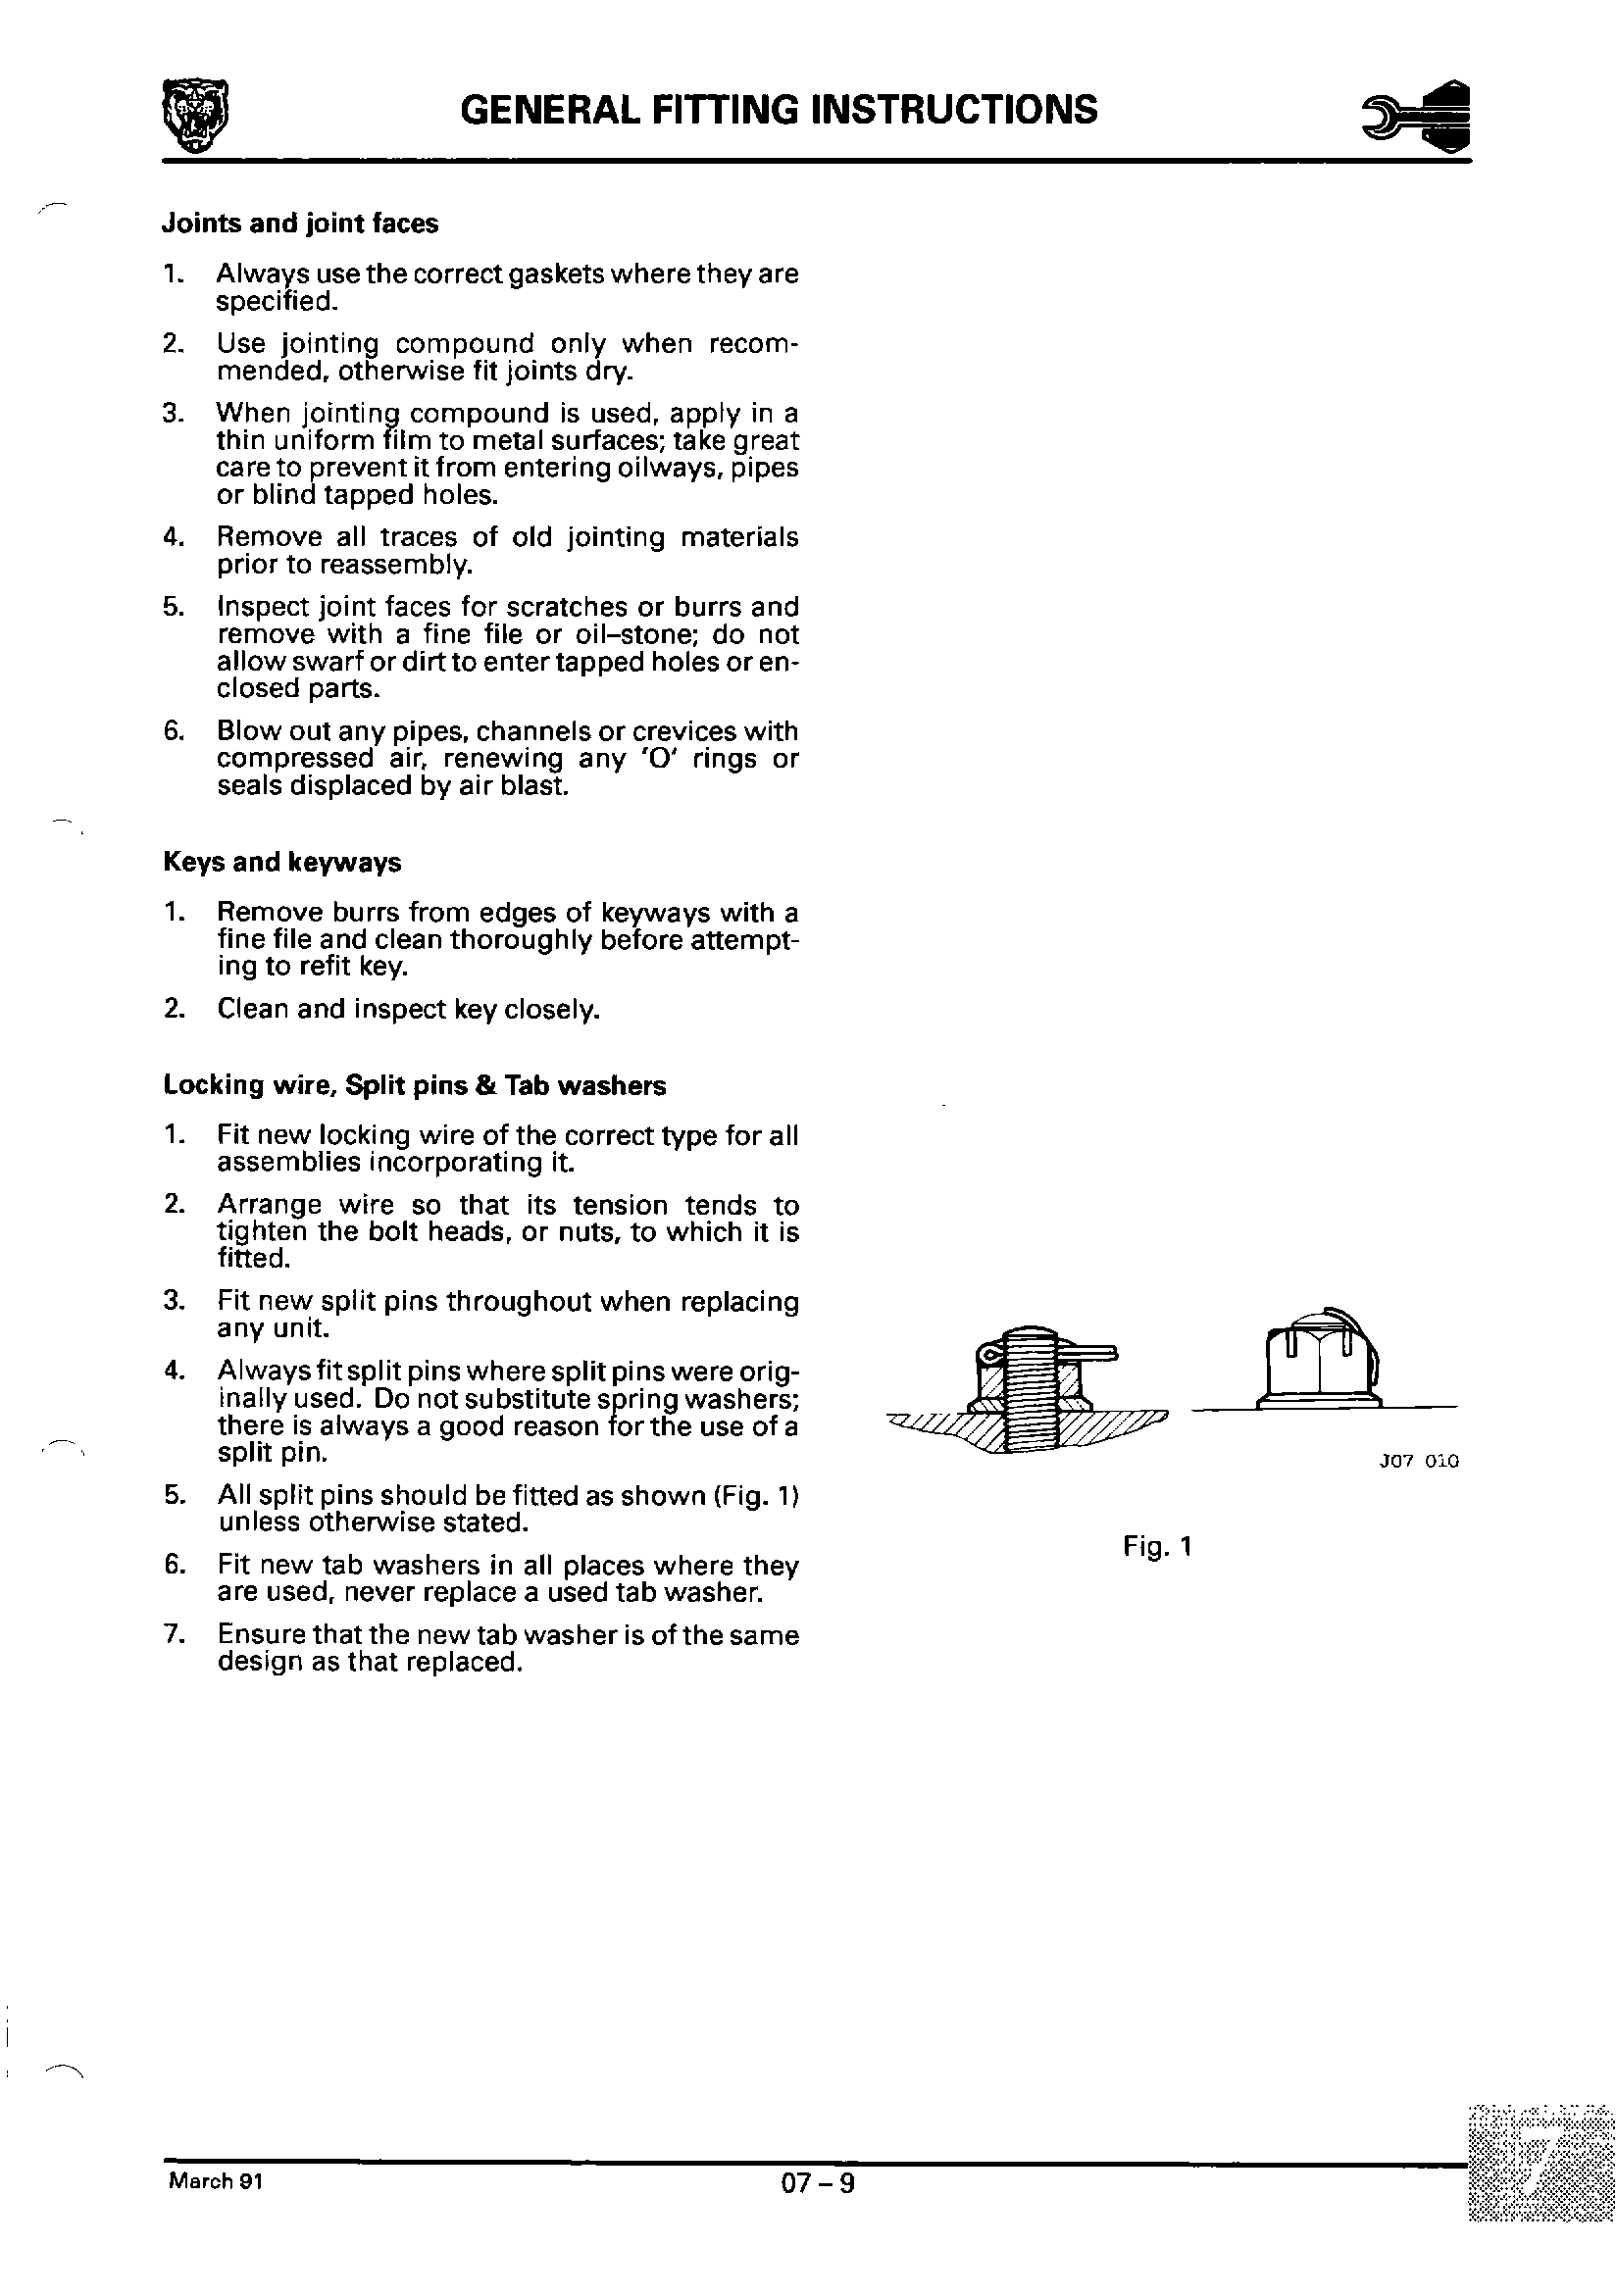 GENERAL FITTING INSTRUCTIONS
Joints and joint faces
1. Always use the correct gaskets where they are
specified.
2. Use jointing compound only when recom-
mended, otherwise fit joints dry.
3. When jointing compound is used, apply in a
thin uniform film to metal surfaces; take great
care to prevent it from entering oilways, pipes
or blind tapped holes.
4. Remove all traces of old jointing materials
prior to reassembly.
5. Inspect joint faces for scratches or burrs and
remove with a fine file or oil–stone; do not
allow swarf or dirt to enter tapped holes or en-
closed parts.
6. Blow out any pipes, channels or crevices with
compressed air, renewing any 'O' rings or
seals displaced by air blast.
Keys and keyways
1. Remove burrs from edges of keyways with a
fine file and clean thoroughly before attempt-
ing to refit key.
2. Clean and inspect key closely.
Locking wire, Split pins & Tab washers
1. Fit new locking wire of the correct type for all
assemblies incorporating it.
2. Arrange wire so that its tension tends to
tighten the bolt heads, or nuts, to which it is
fitted.
3. Fit new split pins throughout when replacing
any unit.
4. Always fit split pins where split pins were orig-
inally used. Do not substitute spring washers;
there is always a good reason for the use of a
split pin.
5. All split pins should be fitted as shown (Fig. 1)
unless otherwise stated.
6. Fit new tab washers in all places where they
are used, never replace a used tab washer.
7. Ensure that the new tab washer is of the same
design as that replaced.
J07 010
Fig. 1
7
March 91
07 – 9